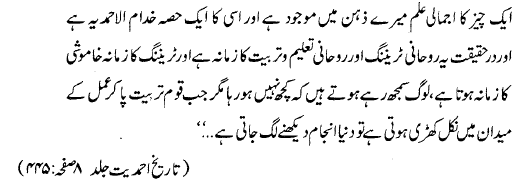 ایک چیز کا اجمالی علم میرے ذہن میں موجود ہے اور اسی کا ایک حصہ خدام الاحمدیہ ہے
اور درحقیقت یہ روحانی ٹریننگ اور روحانی تعلیم و تربیت کا زمانہ ہے اور ٹریننگ کا زمانہ خاموشی
کا زمانہ ہوتا ہے، لوگ سمجھ رہے ہوتے ہیں کہ کچھ نہیں ہو رہا مگر جب قوم تربیت پا کر عمل کے
میدان میں نکل کھڑی ہوتی ہے تو دنیا انجام دیکھنے لگ جاتی ہے...‘‘
(تاریخ احمدیت جلد ۸ صفحہ: ۴۴۵)